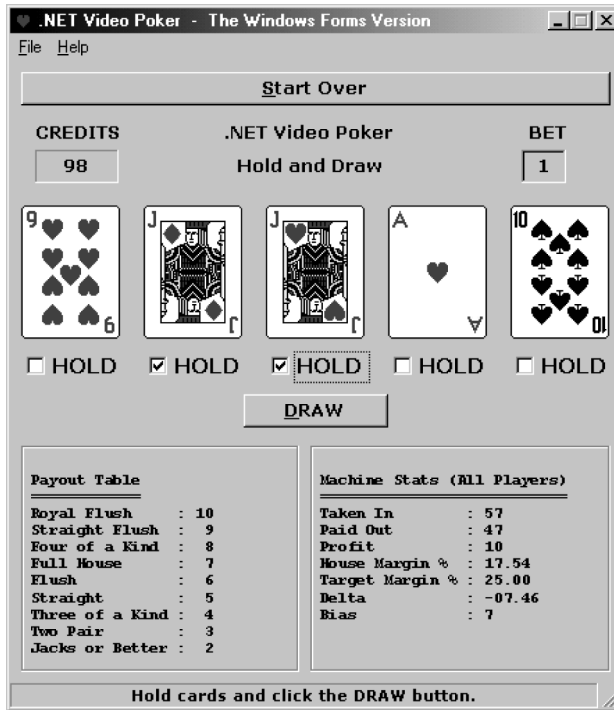 .NET Video Poker - The Windows Forms Version
File Help
Start Over
CREDITS .NET Video Poker BET
98 Hold and Draw 1
9 J J A 10
9 J J A 10
HOLD HOLD HOLD HOLD HOLD
DRAW
Payout Table
Royal Flush : 10
Straight Flush : 9
Four of a Kind : 8
Full House : 7
Flush : 6
Straight : 5
Three of a Kind : 4
Two Pair : 3
Jacks or Better : 2
Machine Stats (All Players)
Taken In : 57
Paid Out : 47
Profit : 10
House Margin % : 17.54
Target Margin % : 25.00
Delta : -07.46
Bias : 7
Hold cards and click the DRAW button.